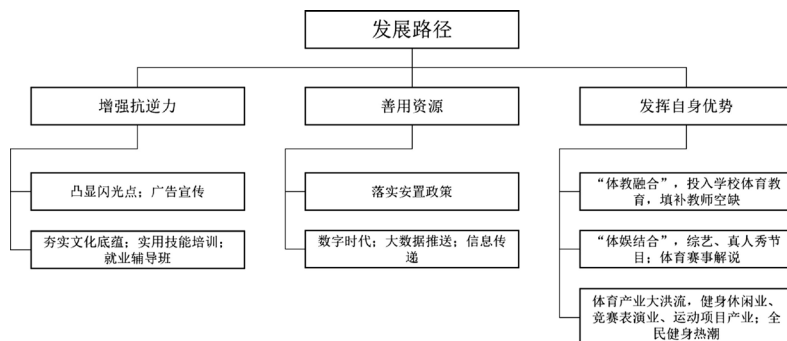 发展路径
增强抗逆力
善用资源
发挥自身优势
凸显闪光点；广告宣传
落实安置政策
“体教融合”，投入学校体育教
育，填补教师空缺
夯实文化底蕴；实用技能培训；
就业辅导班
数字时代；大数据推送；信息传
递
“体娱结合”，综艺、真人秀节
目；体育赛事解说
体育产业大洪流，健身休闲业、
竞赛表演业、运动项目产业；全
民健身热潮